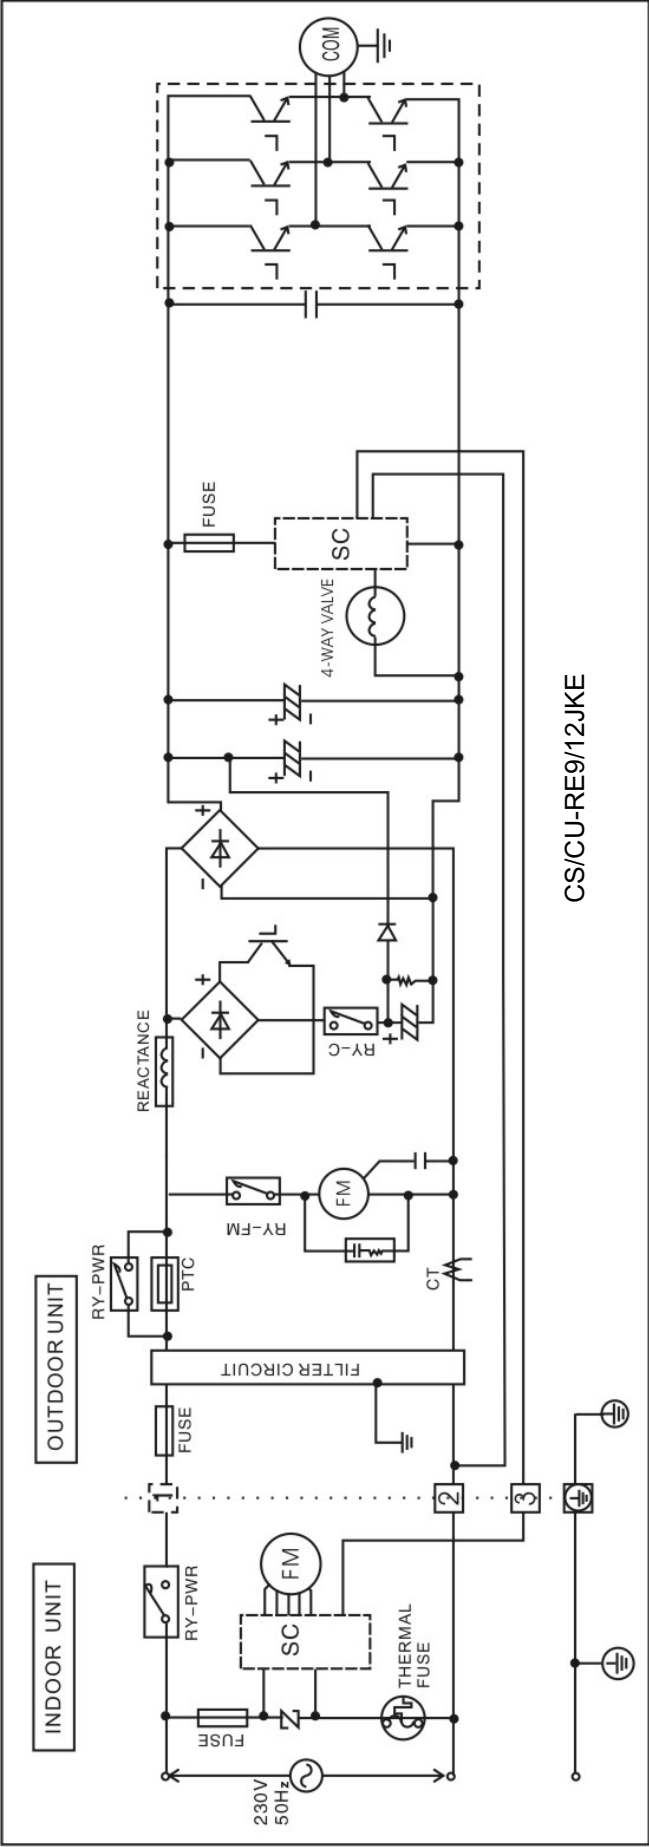 INDOOR UNIT
OUTDOOR UNIT
230V
50Hz
FUSE
THERMAL
FUSE
SC
FM
RY-PWR
1
2
3
FUSE
FILTER CIRCUIT
RY-PWR
PTC
CT
RY-FM
FM
REACTANCE
- +
RY-C
+
- +
+ -
+ -
4-WAY VALVE
SC
FUSE
COM
CS/CU-RE9/12JKE